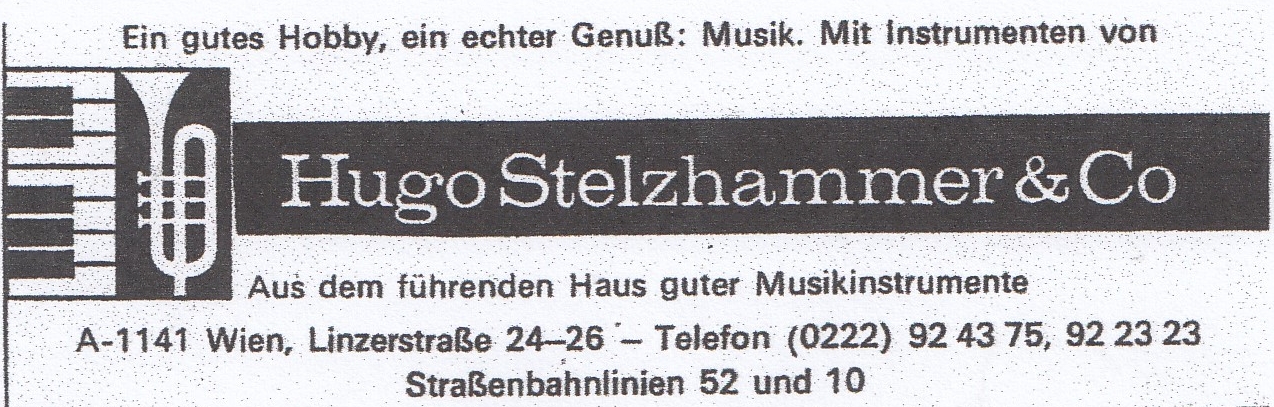 Ein gutes Hobby, ein echter Genuß: Musik. Mit Instrumenten von
Hugo Stelzhammer & Co
Aus dem führenden Haus guter Musikinstrumente
A-1141 Wien, Linzerstraße 24–26 – Telefon (0222) 92 43 75, 92 23 23
Straßenbahnlinien 52 und 10